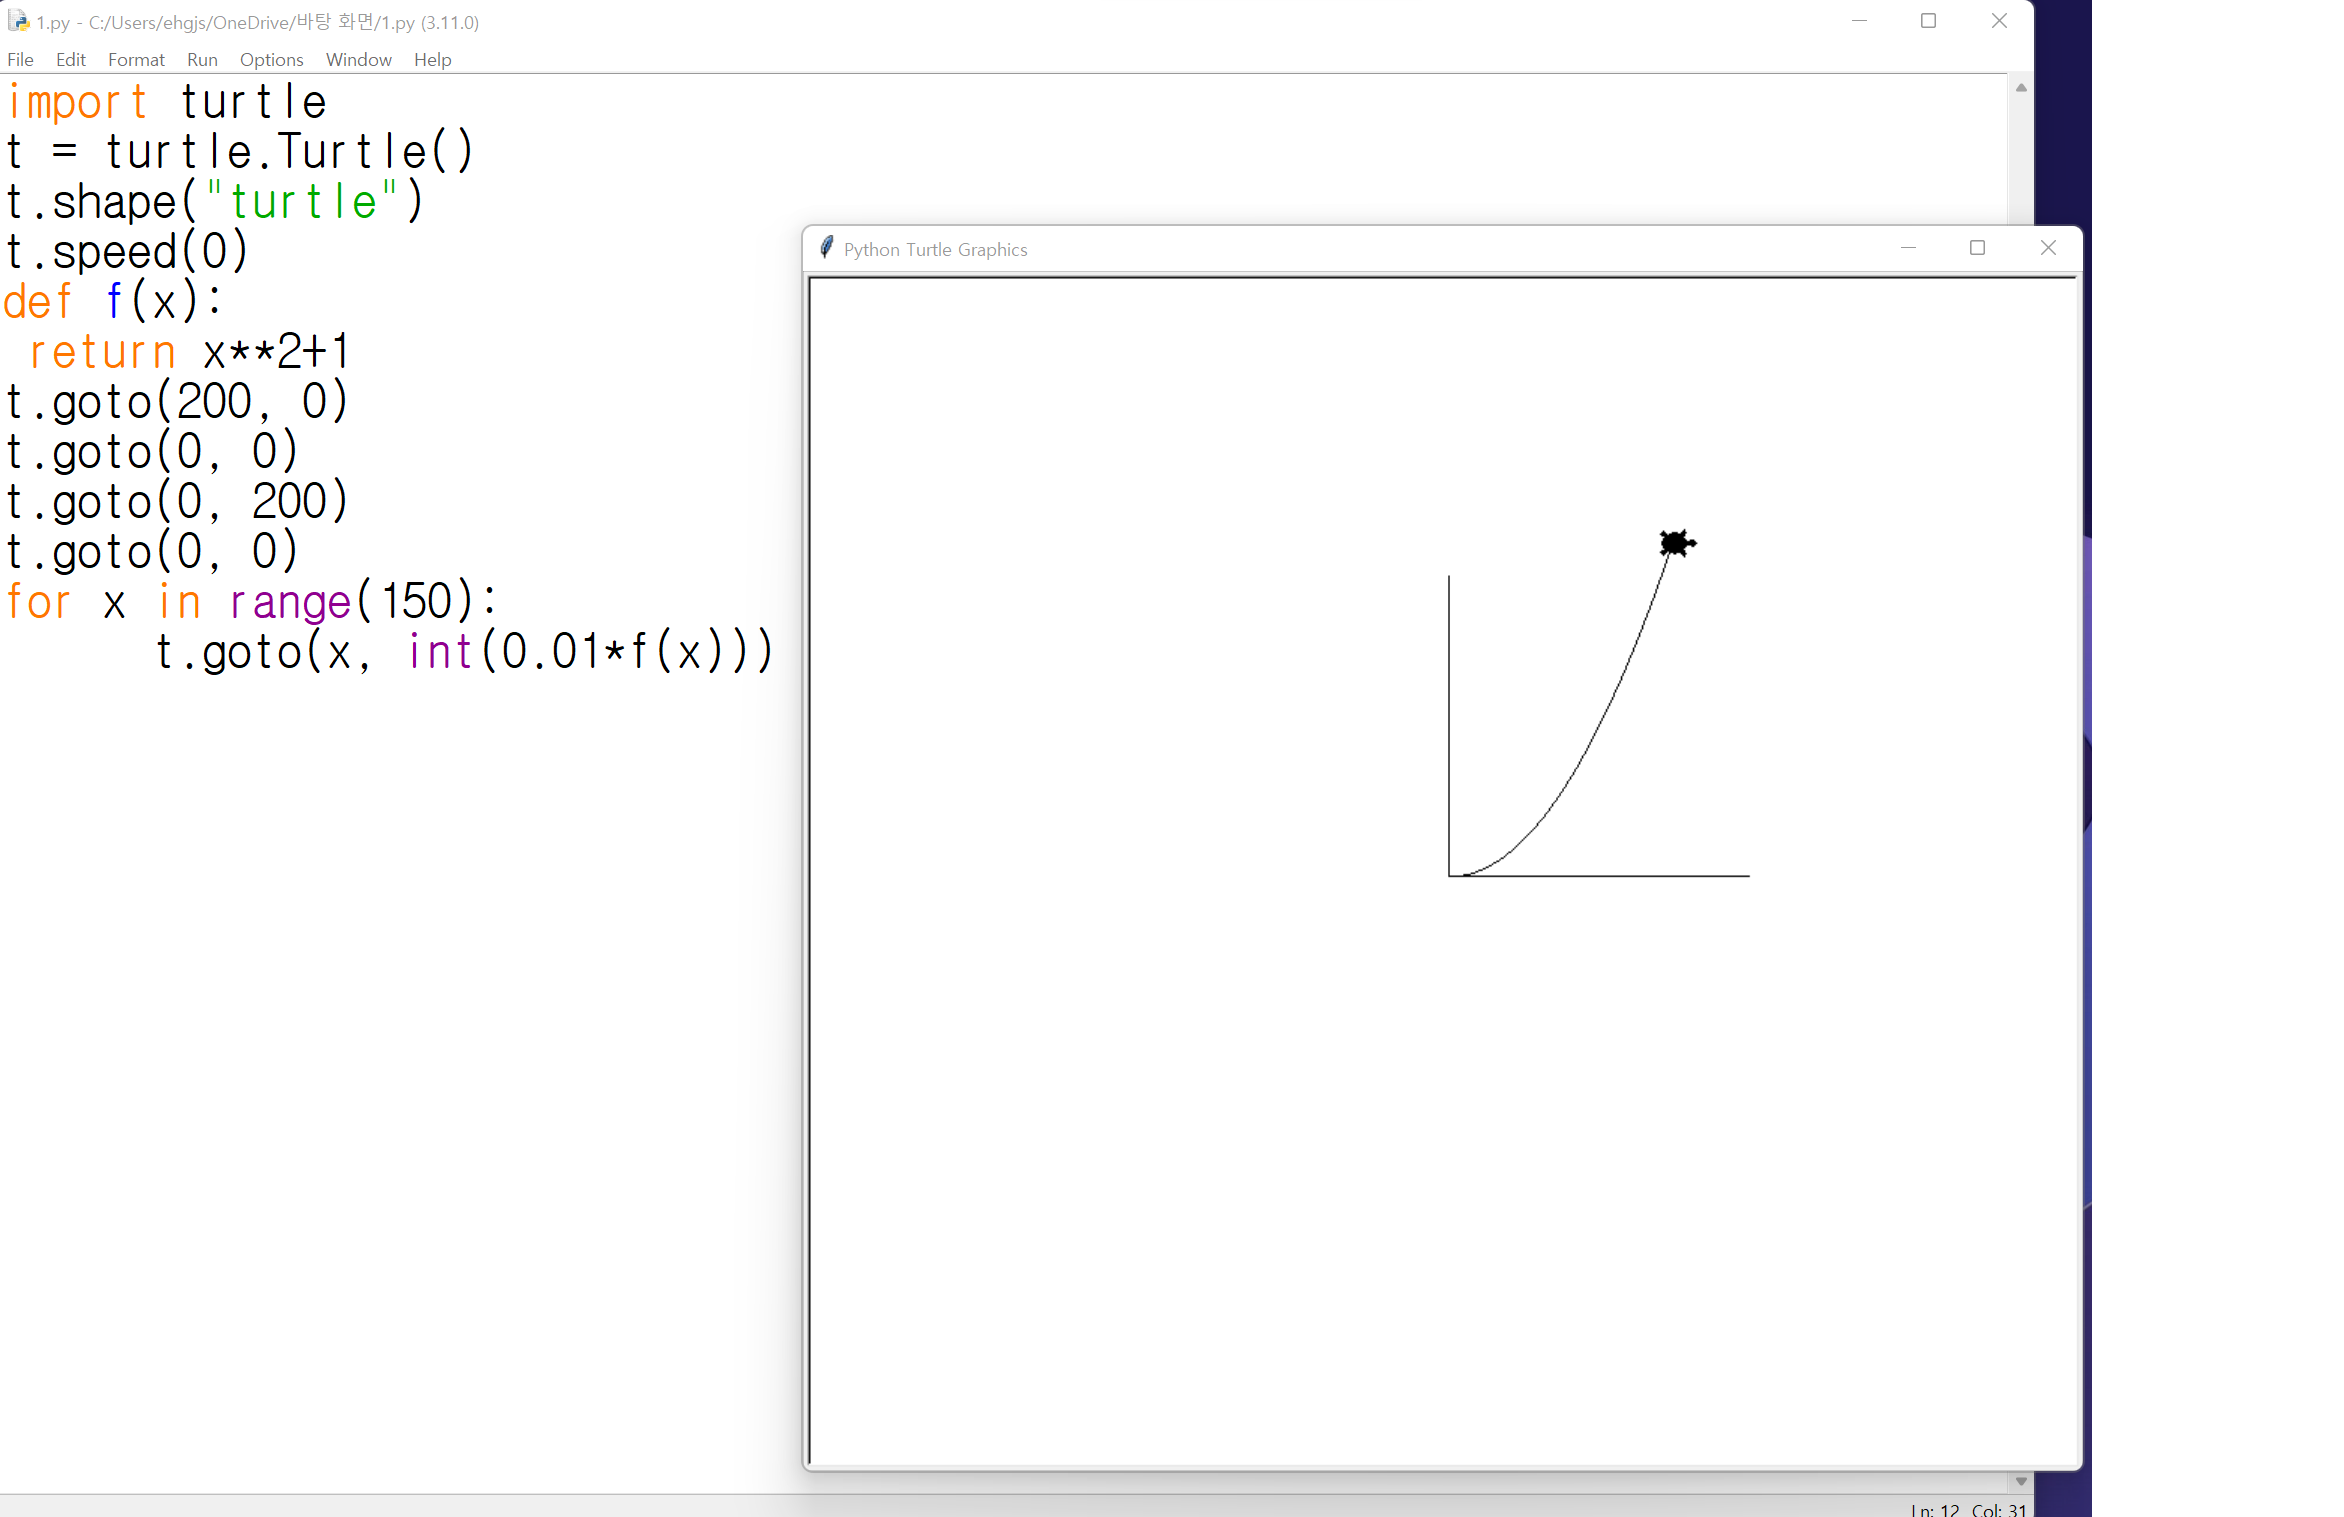 1.py - C:/Users/ehgjs/OneDrive/바탕 화면/1.py (3.11.0)
File Edit Format Run Options Window Help
import turtle
t = turtle.Turtle()
t.shape("turtle")
t.speed(0)
def f(x):
 return x**2+1
t.goto(200, 0)
t.goto(0, 0)
t.goto(0, 200)
t.goto(0, 0)
for x in range(150):
      t.goto(x, int(0.01*f(x)))
Python Turtle Graphics
Ln: 12 Col: 31